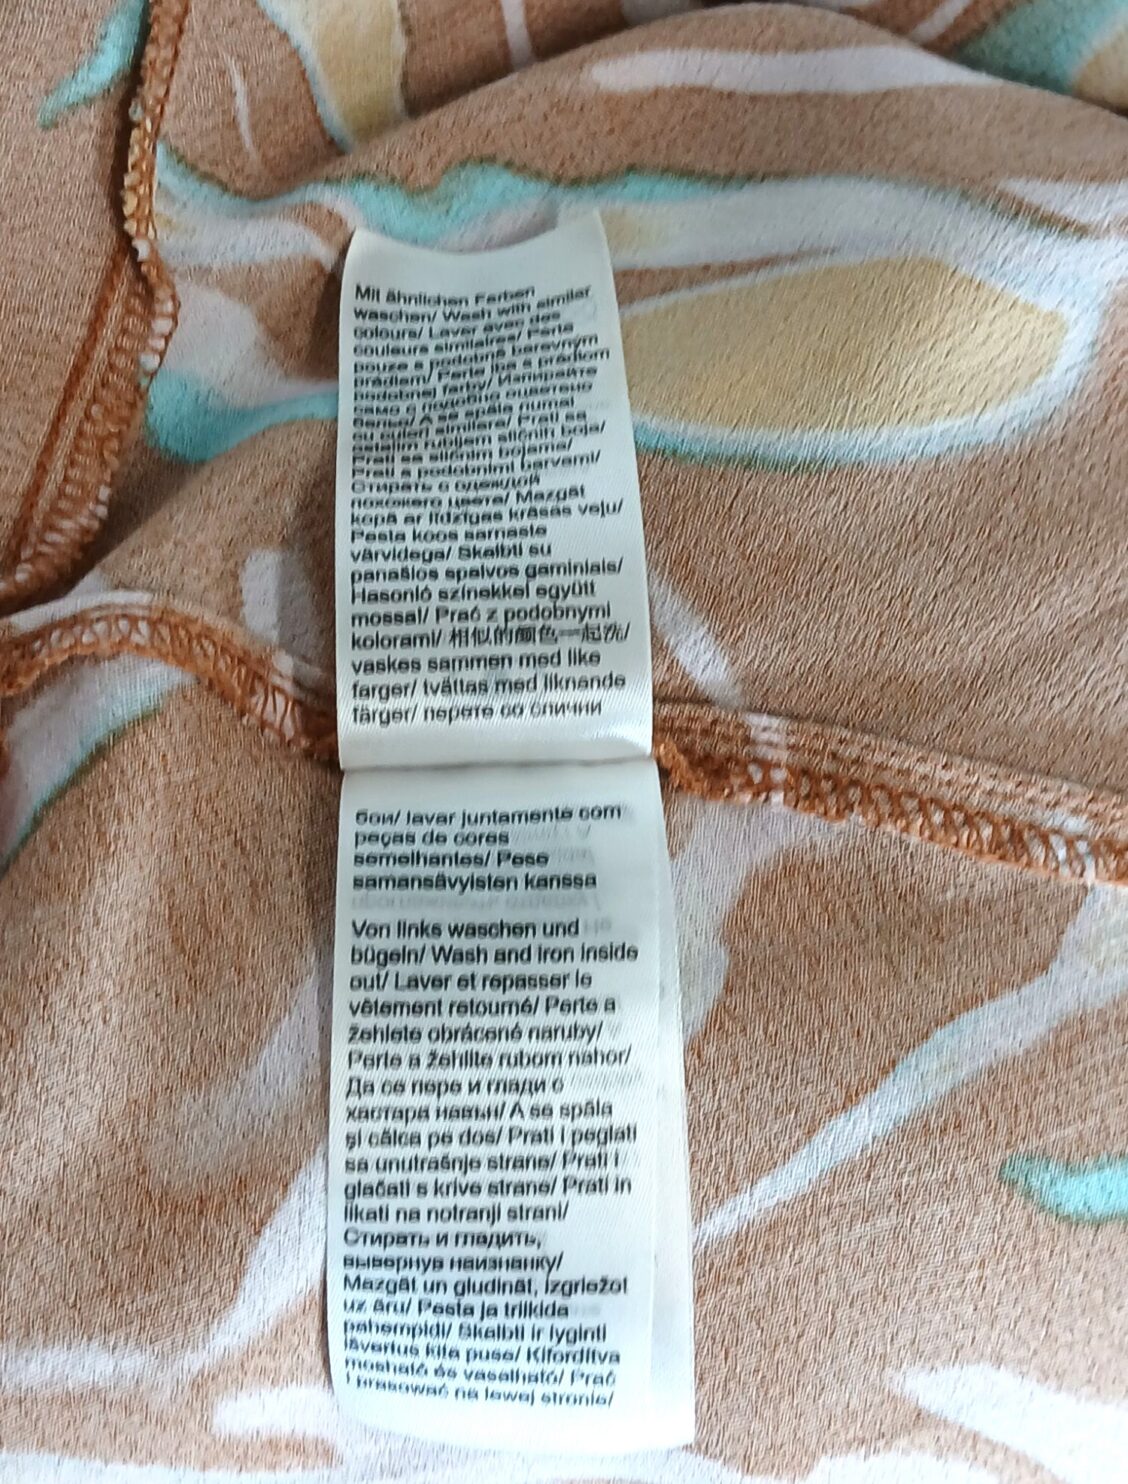 Mit ähnlichen Farben
waschen/ Wash with similar
colours/ Laver avec des
couleurs similaires/ Perte
pouze s podobně barevným
prádlem/ Perte iba s prádlom
podobnej farby/ Изпирайте
само с подобно оцветено
бельо/ A se spăla numai
cu culori similare/ Prati sa
ostalim rubljem sličnih boja/
Prati sa sličnim bojama/
Prati s podobnimi barvami/
Стирать с одеждой
похожего цвета/ Mazgāt
kopā ar līdzīgas krāsas veļu/
Pesta koos samaste
värvidega/ Skalbti su
panašios spalvos gaminiais/
Hasonló színekkel együtt
mossa!/ Prać z podobnymi
kolorami/ 相似的颜色一起洗/
vaskes sammen med like
farger/ tvättas med liknande
färger/ перете со слични
бои/ lavar juntamente com
peças de cores
semelhantes/ Pese
samansävyisten kanssa
Von links waschen und
bügeln/ Wash and iron inside
out/ Laver et repasser le
vêtement retourné/ Perte a
žehlete obrácené naruby/
Perte a žehlite rubom nahor/
Да се пере и глади с
хастара навън/ A se spăla
și călca pe dos/ Prati i peglati
sa unutrašnje strane/ Prati i
glačati s krive strane/ Prati in
likati na notranji strani/
Стирать и гладить,
вывернув наизнанку/
Mazgāt un gludināt, izgriežot
uz āru/ Pesta ja triikida
pahempidi/ Skalbti ir lyginti
išvertus kita puse/ Kifordítva
mosható és vasalható/ Prać
i prasować na lewej stronie/